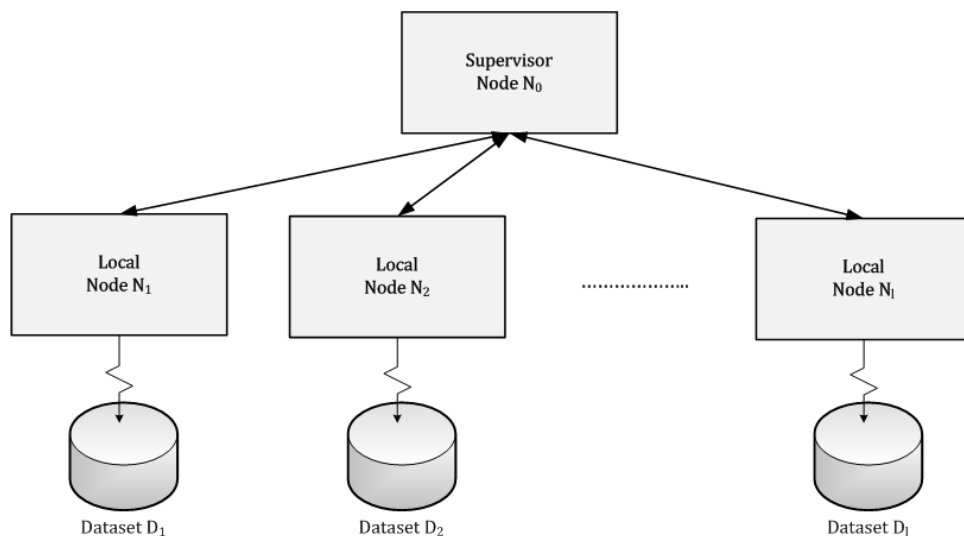 Supervisor
Node N₀
Local
Node N₁
Local
Node N₂
...................
Local
Node Nₗ
Dataset D₁
Dataset D₂
Dataset Dₗ